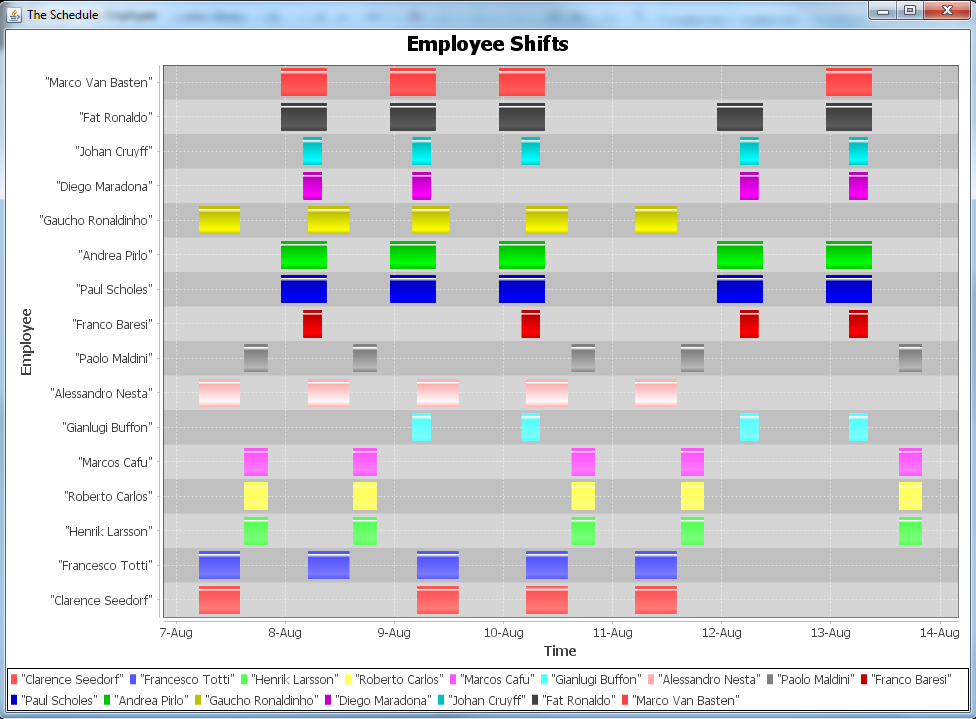 The Schedule
Employee Shifts
"Marco Van Basten"
"Fat Ronaldo"
"Johan Cruyff"
"Diego Maradona"
"Gaucho Ronaldinho"
"Andrea Pirlo"
"Paul Scholes"
"Franco Baresi"
"Paolo Maldini"
"Alessandro Nesta"
"Gianlugi Buffon"
"Marcos Cafu"
"Roberto Carlos"
"Henrik Larsson"
"Francesco Totti"
"Clarence Seedorf"
Employee
7-Aug 8-Aug 9-Aug 10-Aug 11-Aug 12-Aug 13-Aug 14-Aug
Time
"Clarence Seedorf" "Francesco Totti" "Henrik Larsson" "Roberto Carlos" "Marcos Cafu" "Gianlugi Buffon" "Alessandro Nesta" "Paolo Maldini" "Franco Baresi"
"Paul Scholes" "Andrea Pirlo" "Gaucho Ronaldinho" "Diego Maradona" "Johan Cruyff" "Fat Ronaldo" "Marco Van Basten"